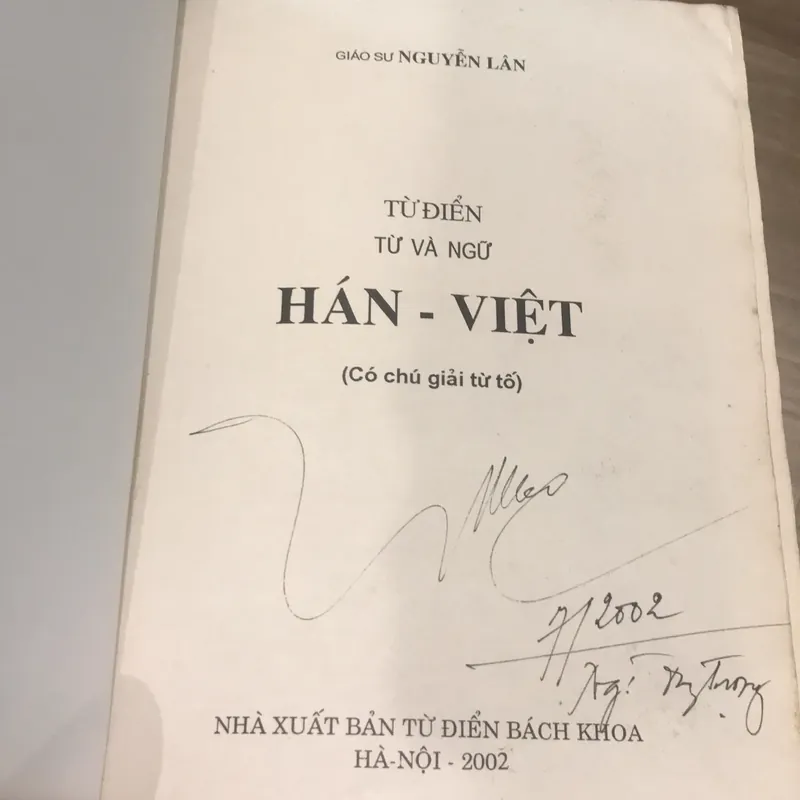 GIÁO SƯ NGUYỄN LÂN
TỪ ĐIỂN
TỪ VÀ NGỮ
HÁN - VIỆT
(Có chú giải từ tố)
7/2002
NHÀ XUẤT BẢN TỪ ĐIỂN BÁCH KHOA
HÀ-NỘI - 2002